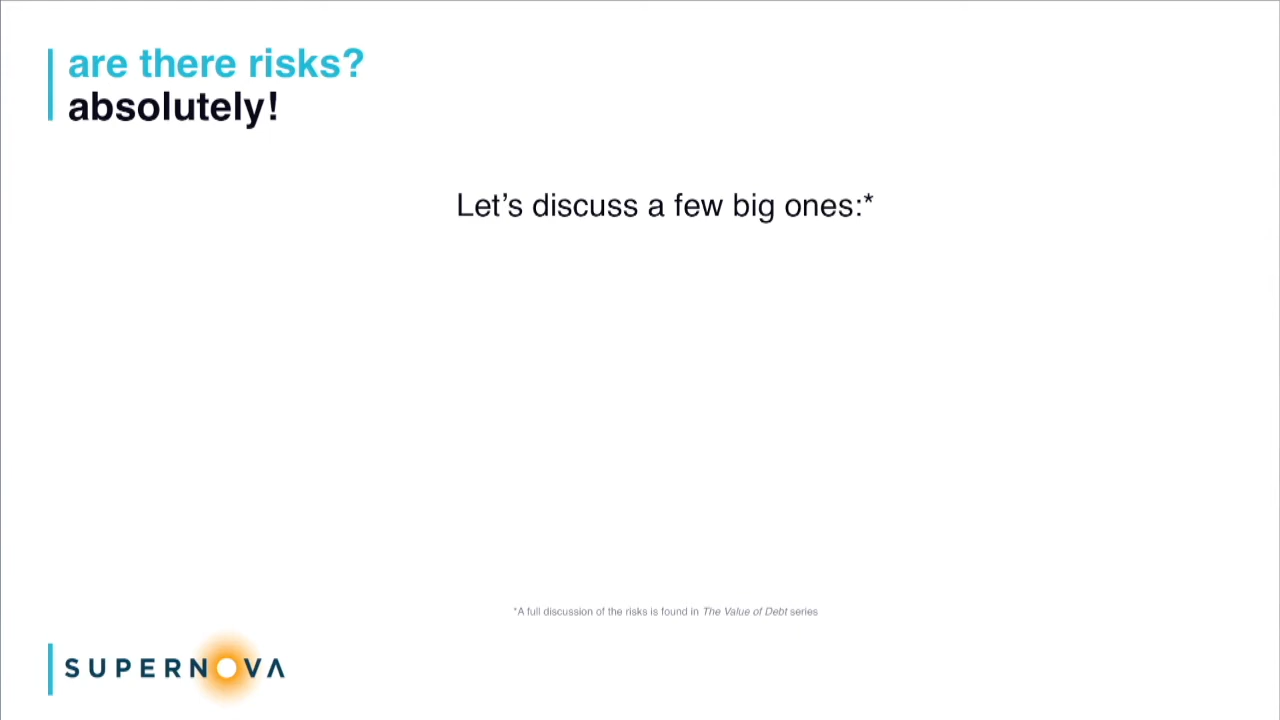 are there risks?
absolutely!
Let’s discuss a few big ones:*
*A full discussion of the risks is found in The Value of Debt series
SUPERNOVA